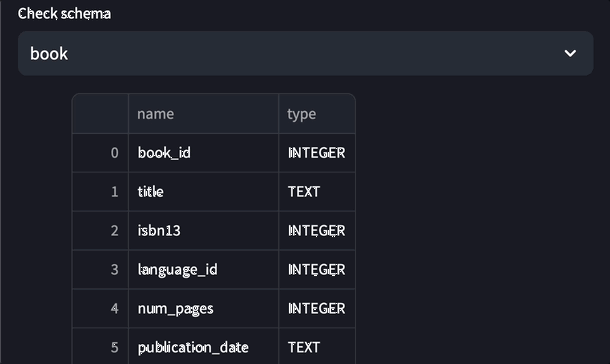 Check schema
book
name type
0 book_id INTEGER
1 title TEXT
2 isbn13 INTEGER
3 language_id INTEGER
4 num_pages INTEGER
5 publication_date TEXT